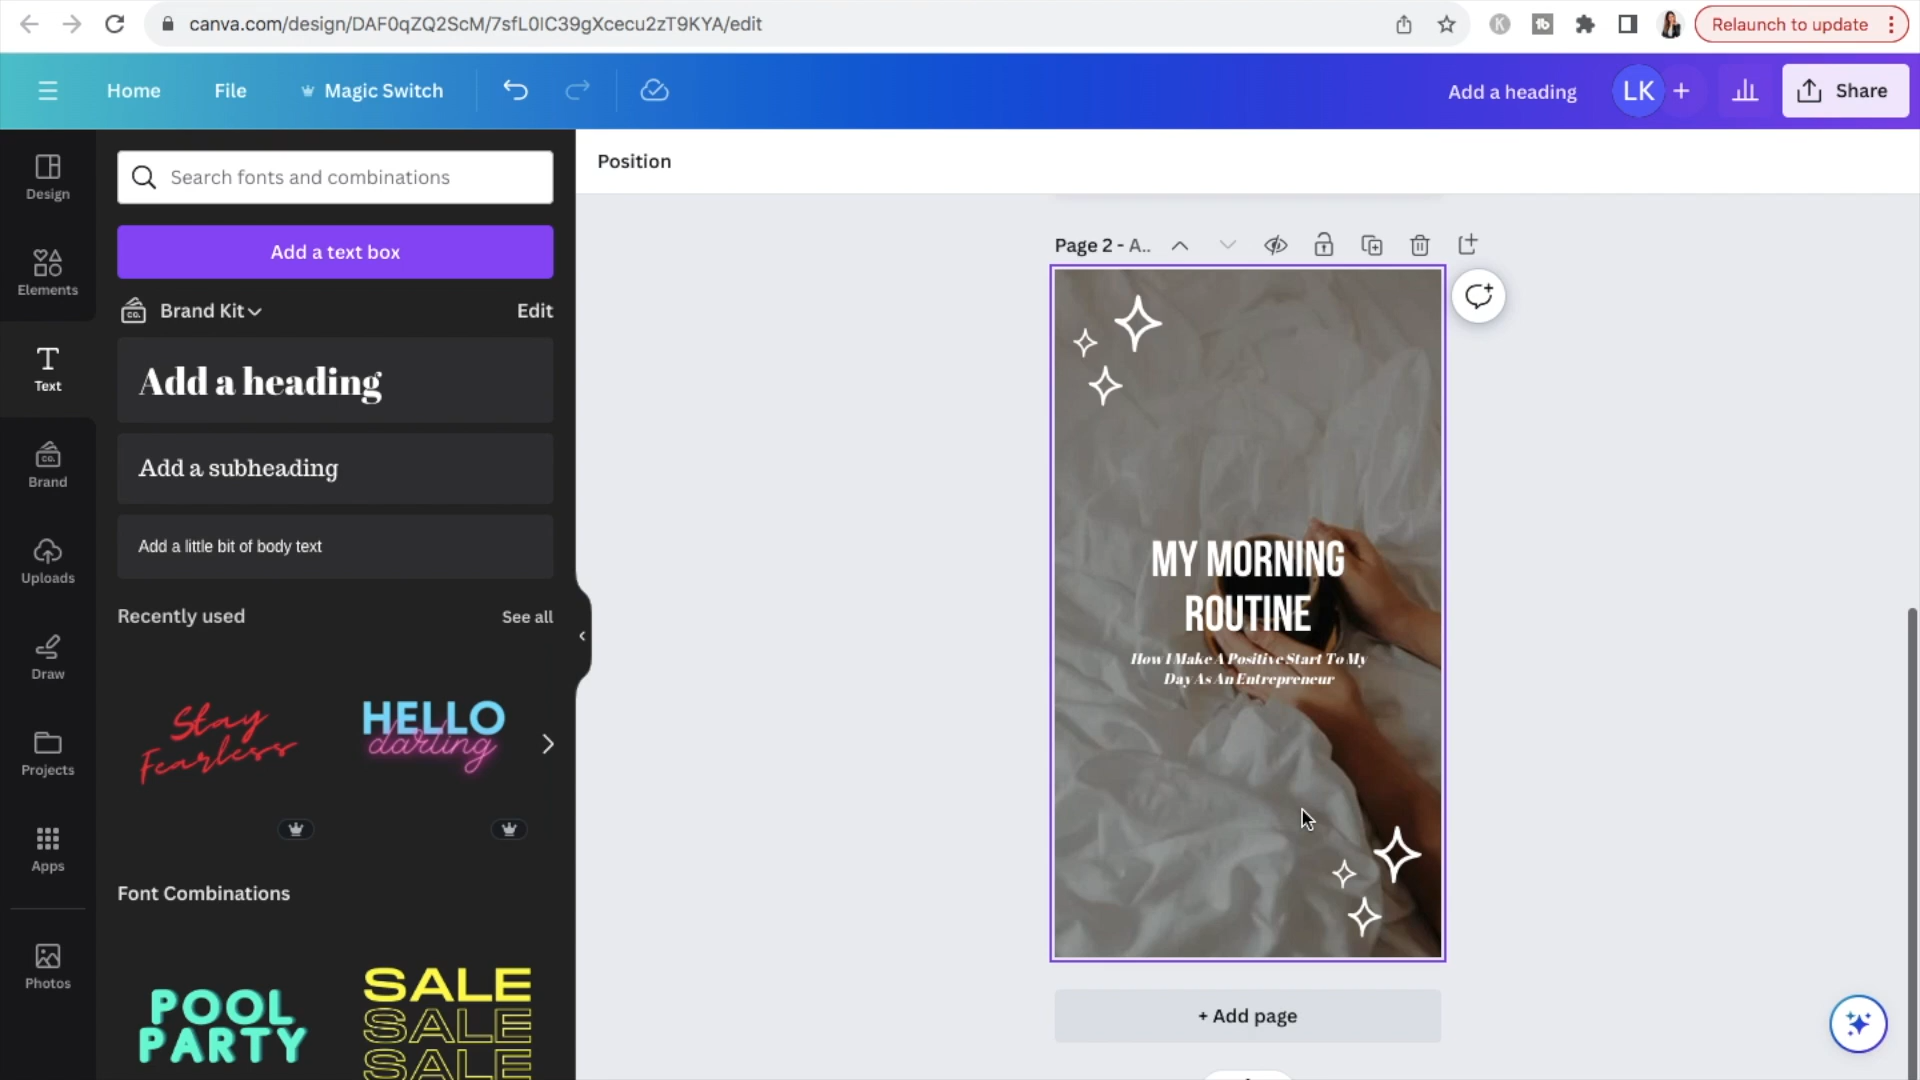 canva.com/design/DAF0qZQ2ScM/7sfL0IC39gXcecu2zT9KYA/edit
Relaunch to update
Home
File
Magic Switch
Add a heading
LK
Share
Design
Elements
Text
Brand
Uploads
Draw
Projects
Apps
Photos
Search fonts and combinations
Add a text box
CO.
Brand Kit
Edit
Add a heading
Add a subheading
Add a little bit of body text
Recently used
See all
Stay
Fearless
HELLO
darling
Font Combinations
POOL
PARTY
SALE
SALE
SALE
Position
Page 2 - A..
MY MORNING
ROUTINE
How I Make A Positive Start To My
Day As An Entrepreneur
+ Add page